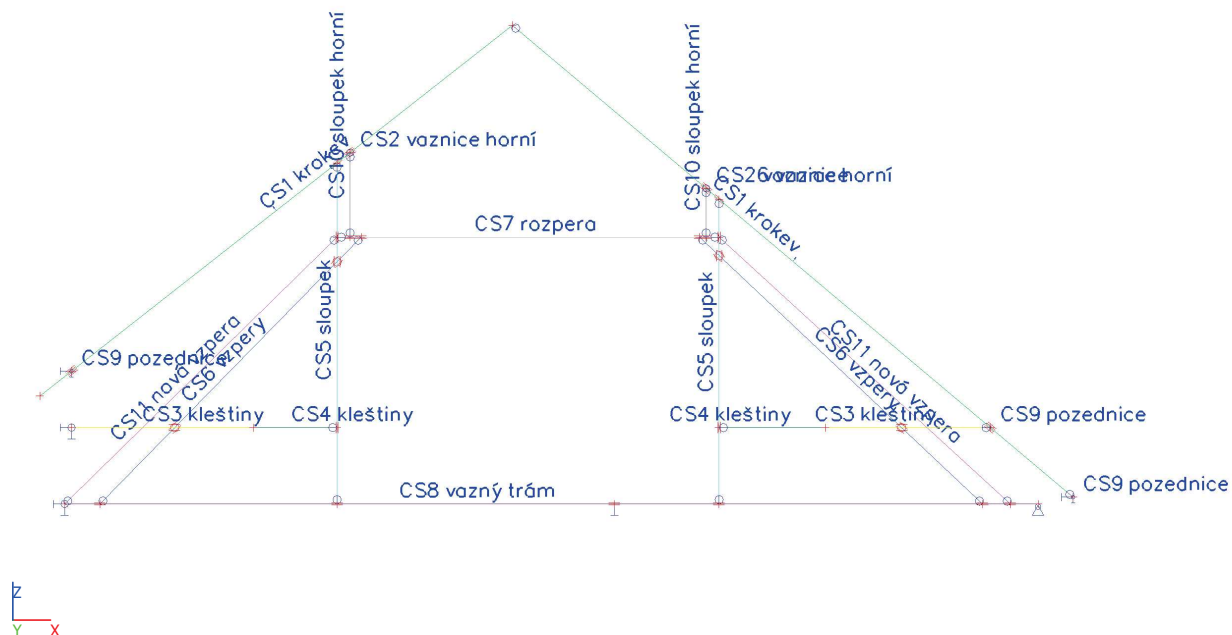 CS10 sloupek horní
CS10 sloupek horní
CS2 vaznice horní
CS1 krokev,
CS1 krokev,
CS7 rozpera
CS5 sloupek
CS5 sloupek
CS9 pozednice
CS11 nová vzpera
CS6 vzpery
CS11 nová vzpera
CS6 vzpery
CS3 kleštiny
CS4 kleštiny
CS4 kleštiny
CS3 kleštiny
CS9 pozednice
CS8 vazný trám
CS9 pozednice
Z
Y X